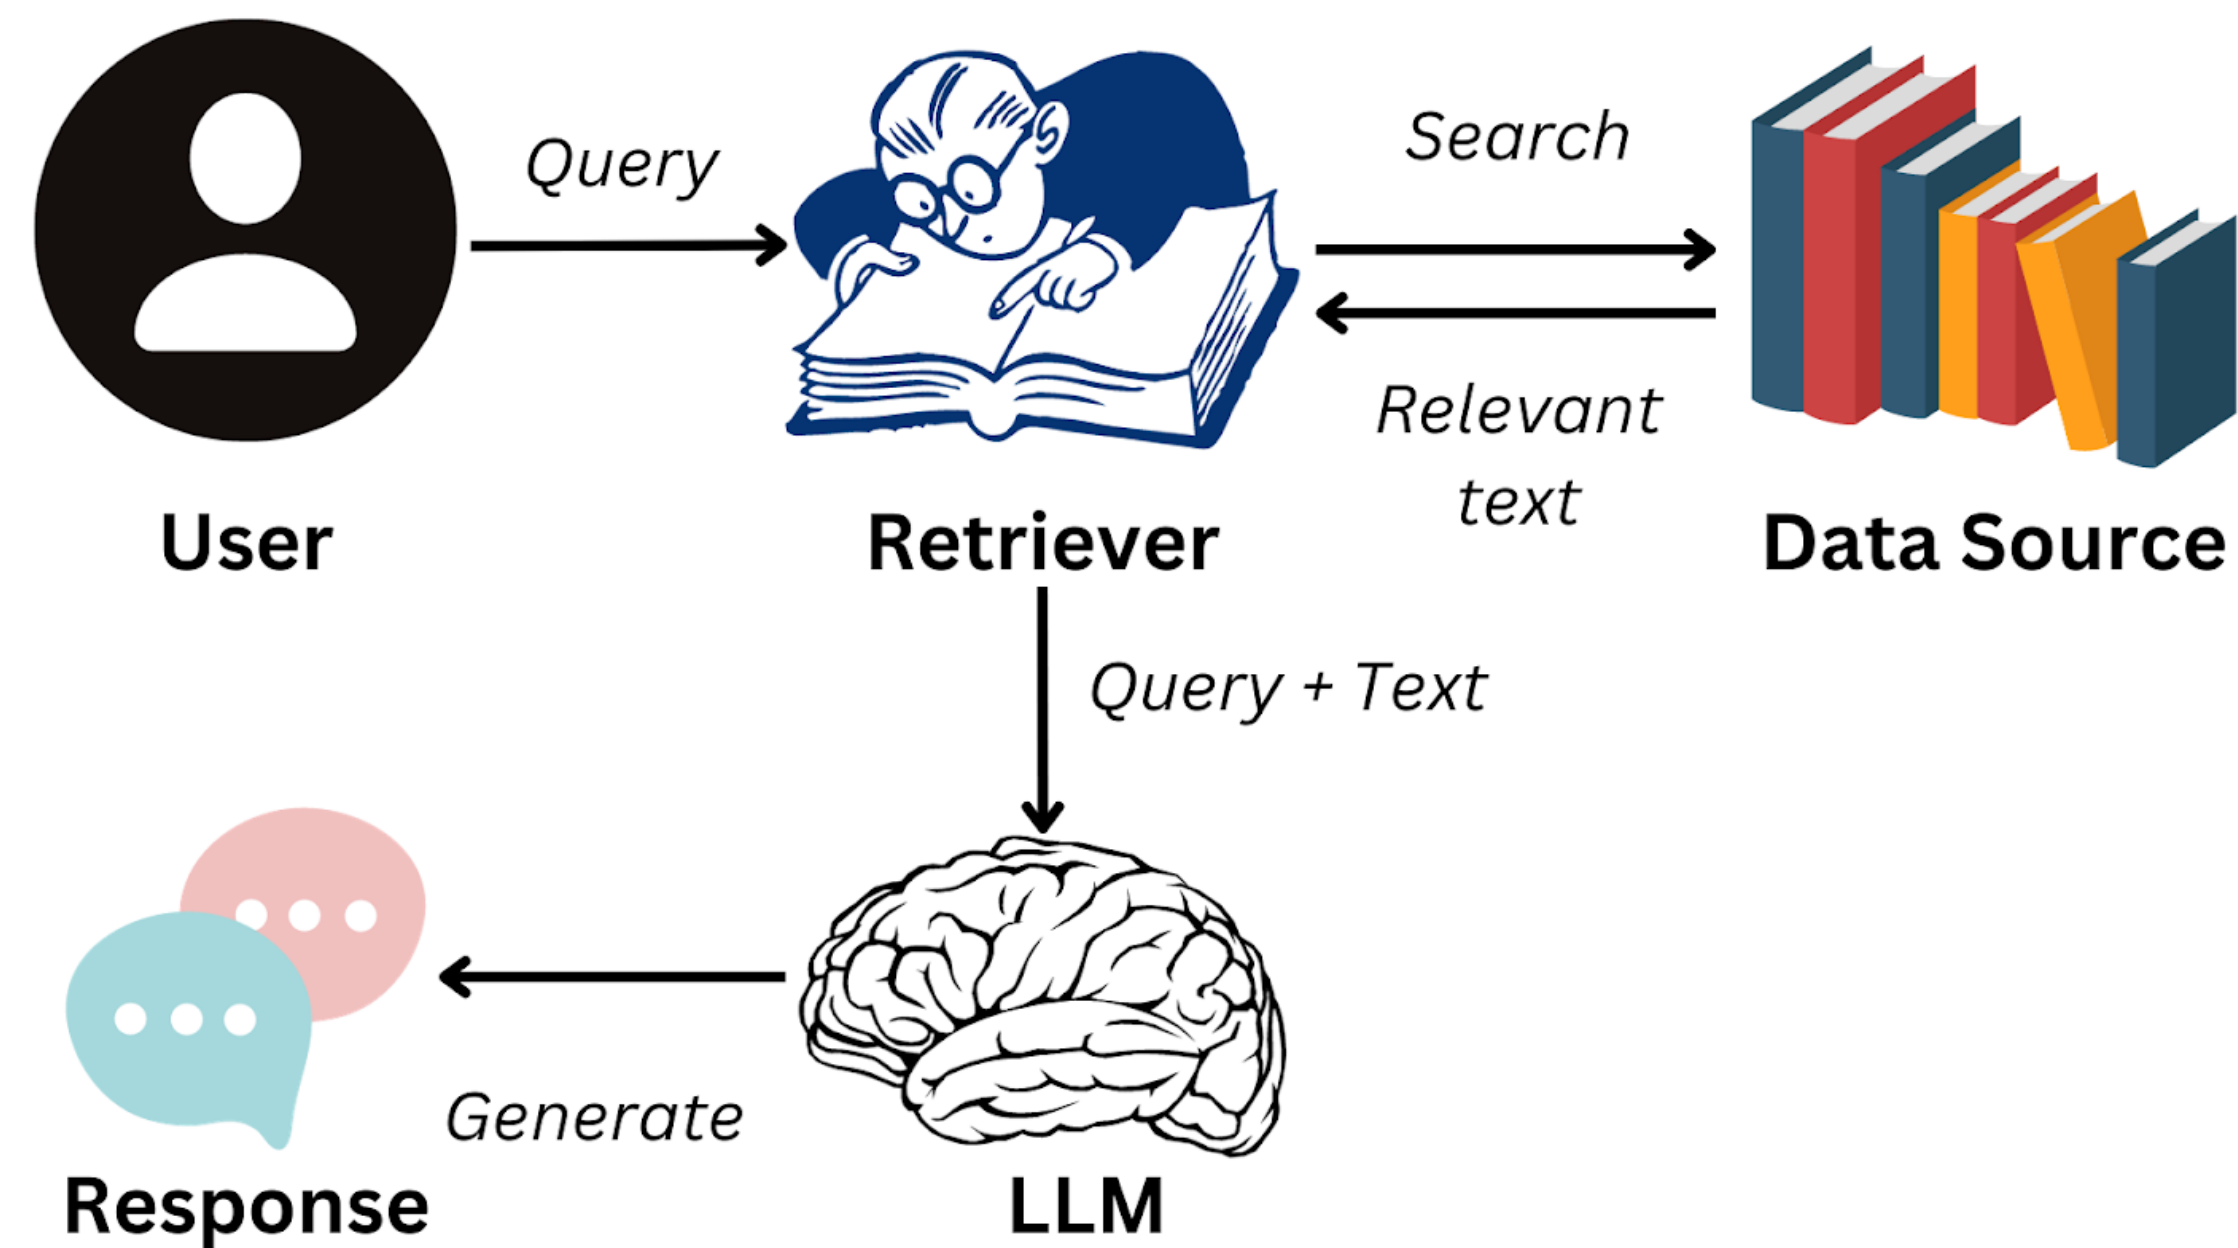 Query
Search
Relevant
text
User
Retriever
Data Source
Query + Text
Generate
Response
LLM